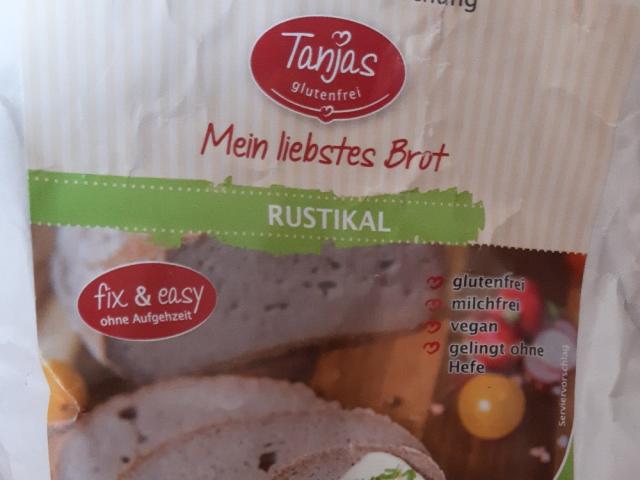 Tanjas
glutenfrei
Mein liebstes Brot
RUSTIKAL
fix & easy
ohne Aufgehzeit
glutenfrei
milchfrei
vegan
gelingt ohne
Hefe
Serviervorschlag